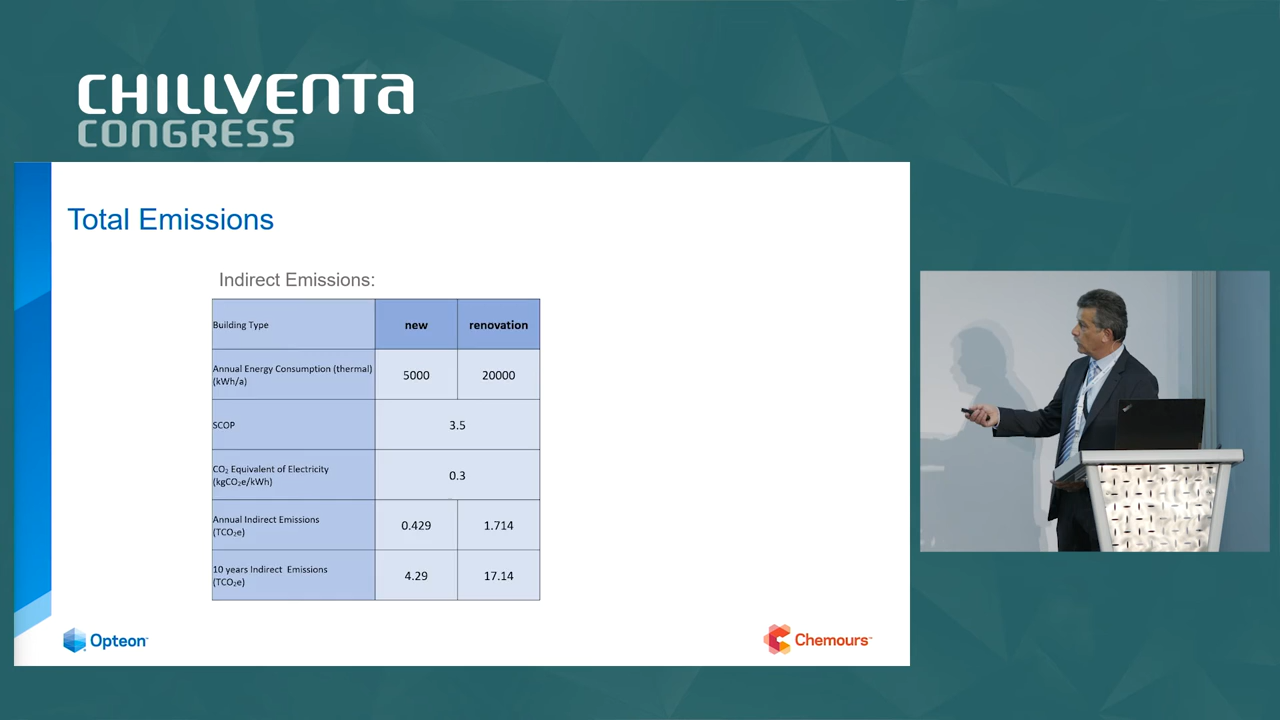 CHILLVENTA
CONGRESS
Total Emissions
Indirect Emissions:
Building Type
new
renovation
Annual Energy Consumption (thermal)
(kWh/a)
5000
20000
SCOP
3.5
CO₂ Equivalent of Electricity
(kgCO₂e/kWh)
0.3
Annual Indirect Emissions
(TCO₂e)
0.429
1.714
10 years Indirect Emissions
(TCO₂e)
4.29
17.14
Opteon™
Chemours™